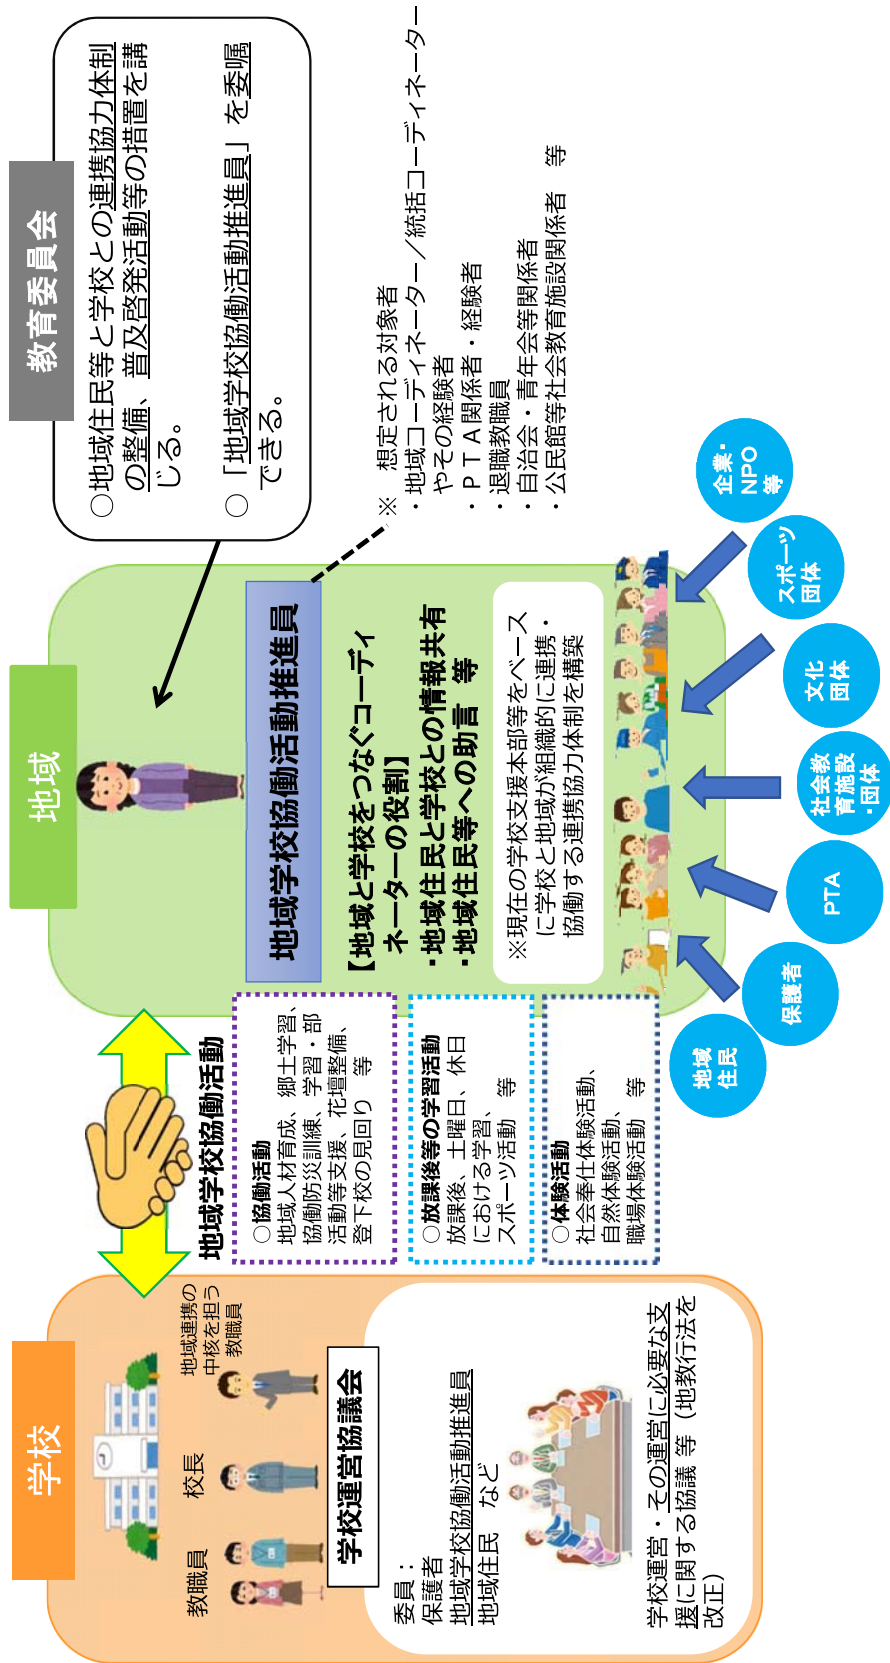 学校
教職員
校長
地域連携の
中核を担う
教職員
学校運営協議会
委員：
保護者
地域学校協働活動推進員
地域住民　など
学校運営・その運営に必要な支
援に関する協議 等（地教行法を
改正）
地域学校協働活動
○協働活動
地域人材育成、郷土学習、
協働防災訓練、学習・部
活動等支援、花壇整備、
登下校の見回り　等
○放課後等の学習活動
放課後、土曜日、休日
における学習、
スポーツ活動　等
○体験活動
社会奉仕体験活動、
自然体験活動、
職場体験活動　等
地域
地域学校協働活動推進員
【地域と学校をつなぐコーディ
ネーターの役割】
・地域住民と学校との情報共有
・地域住民等への助言　等
※現在の学校支援本部等をベース
に学校と地域が組織的に連携・
協働する連携協力体制を構築
地域
住民
保護者
PTA
社会教
育施設
・団体
文化
団体
スポーツ
団体
企業・
NPO
等
教育委員会
○地域住民等と学校との連携協力体制
の整備、普及啓発活動等の措置を講
じる。
○「地域学校協働活動推進員」を委嘱
できる。
※　想定される対象者
・地域コーディネーター／統括コーディネーター
やその経験者
・ＰＴＡ関係者・経験者
・退職教職員
・自治会・青年会等関係者
・公民館等社会教育施設関係者　等